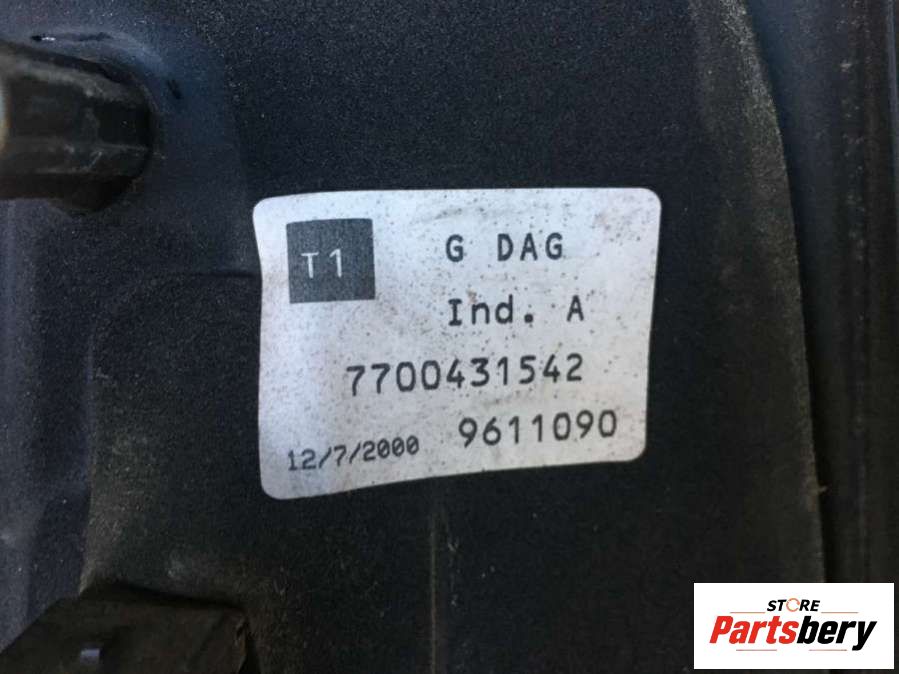 T1
G DAG
Ind. A
7700431542
12/7/2000 9611090
STORE
Partsbery